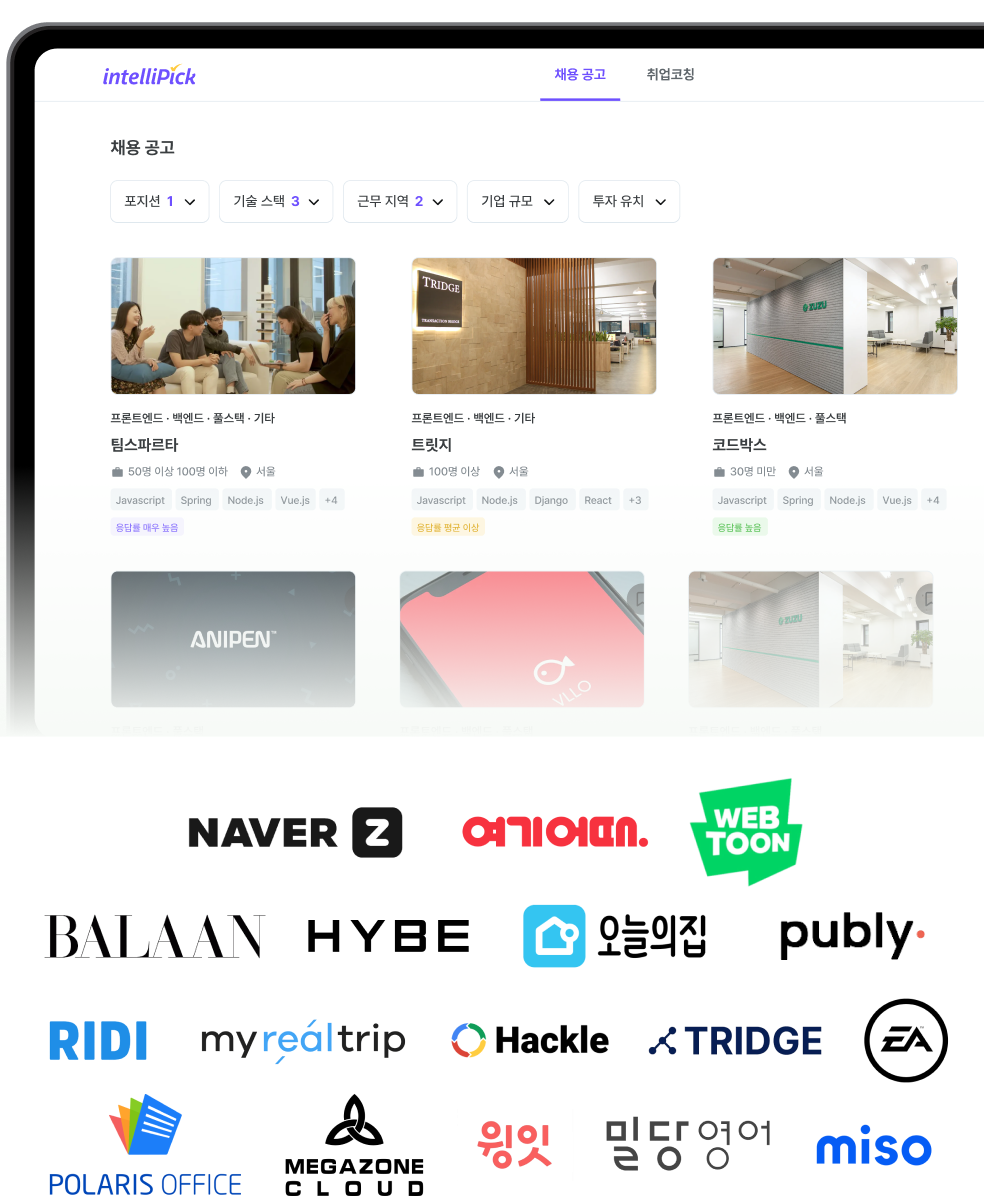 intelliPick
채용 공고 취업코칭
채용 공고
포지션 1 기술 스택 3 근무 지역 2 기업 규모 투자 유치
TRIDGE
TRANSACTION BRIDGE
ZUZU
프론트엔드 · 백엔드 · 풀스택 · 기타
팀스파르타
50명 이상 100명 이하 서울
Javascript Spring Node.js Vue.js +4
응답률 매우 높음
프론트엔드 · 백엔드 · 기타
트릿지
100명 이상 서울
Javascript Node.js Django React +3
응답률 평균 이상
프론트엔드 · 백엔드 · 풀스택
코드박스
30명 미만 서울
Javascript Spring Node.js Vue.js +4
응답률 높음
ANIPEN™
VLLO
ZUZU
NAVER Z 여기어때. WEBTOON
BALAAN HYBE 오늘의집 publy
RIDI myrealtrip Hackle TRIDGE EA
POLARIS OFFICE MEGAZONE CLOUD 윙잇 밀당영어 miso